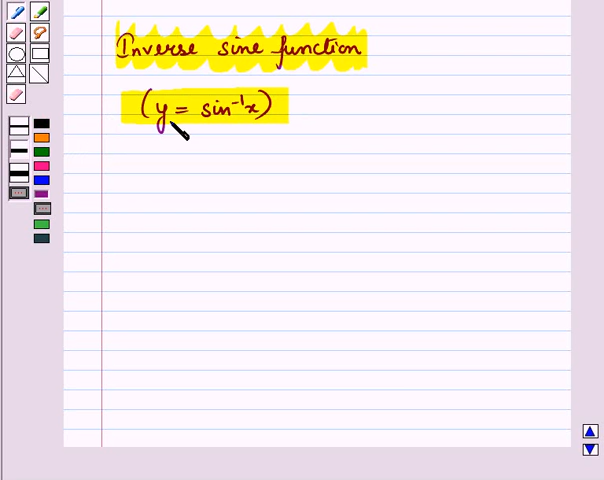 Inverse sine function
(y = sin⁻¹x)